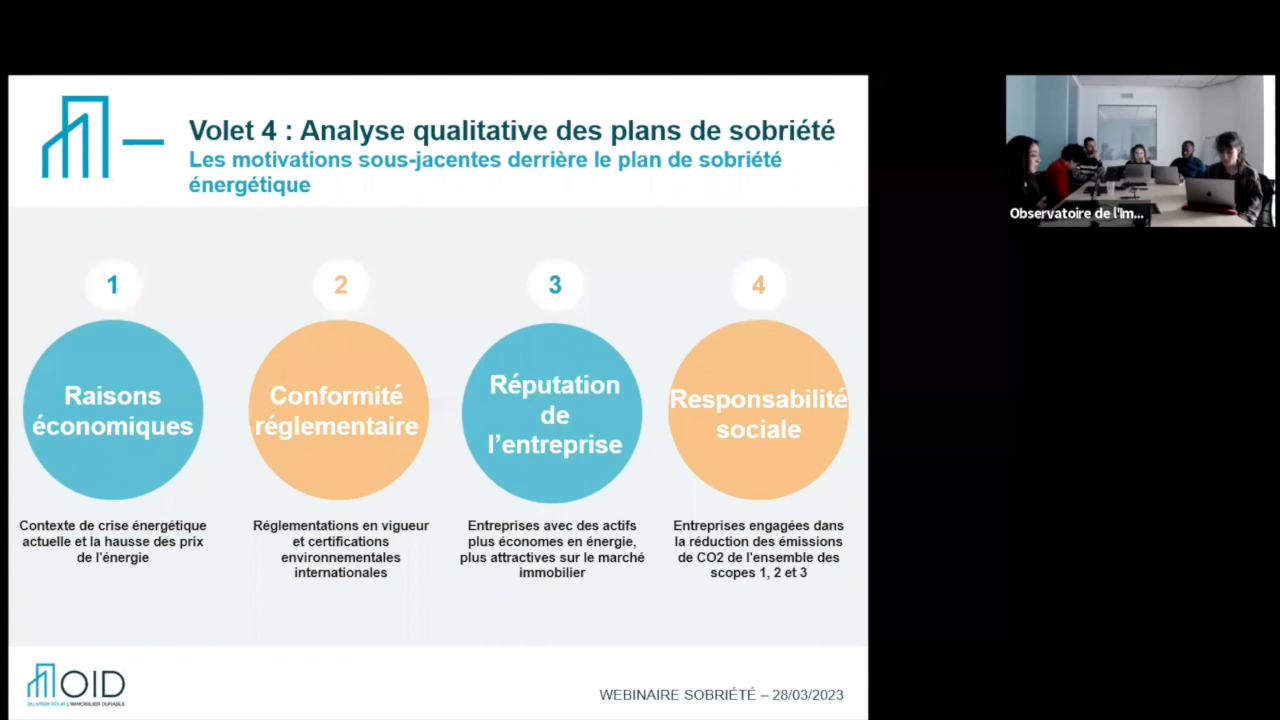 Volet 4 : Analyse qualitative des plans de sobriété
Les motivations sous-jacentes derrière le plan de sobriété
énergétique
1
2
3
4
Raisons
économiques
Conformité
réglementaire
Réputation
de
l'entreprise
Responsabilité
sociale
Contexte de crise énergétique
actuelle et la hausse des prix
de l'énergie
Réglementations en vigueur
et certifications
environnementales
internationales
Entreprises avec des actifs
plus économes en énergie,
plus attractives sur le marché
immobilier
Entreprises engagées dans
la réduction des émissions
de CO2 de l'ensemble des
scopes 1, 2 et 3
Observatoire de l'Im...
OID
ŒUVRER POUR L'IMMOBILIER DURABLE
WEBINAIRE SOBRIÉTÉ – 28/03/2023